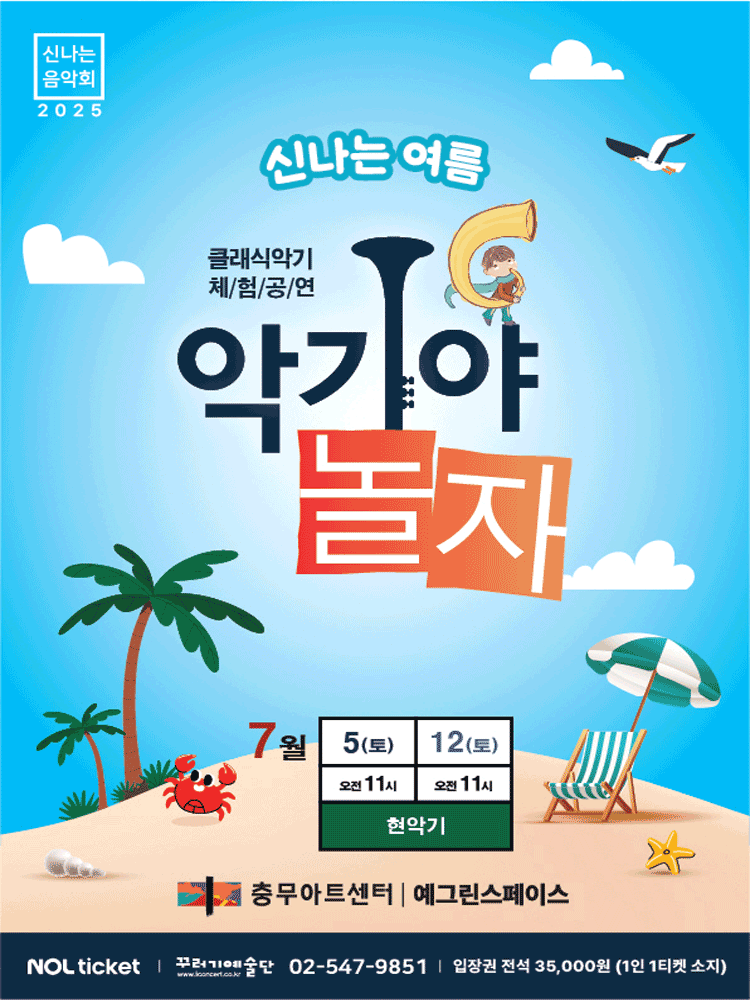 신나는
음악회
2025
신나는 여름
클래식악기
체/험/공/연
악기야
놀자
7월
5(토) 12(토)
오전 11시 오전 11시
현악기
충무아트센터 | 예그린스페이스
NOL ticket | 꾸러기예술단 02-547-9851 | 입장권 전석 35,000원 (1인 1티켓 소지)
www.liconcert.co.kr